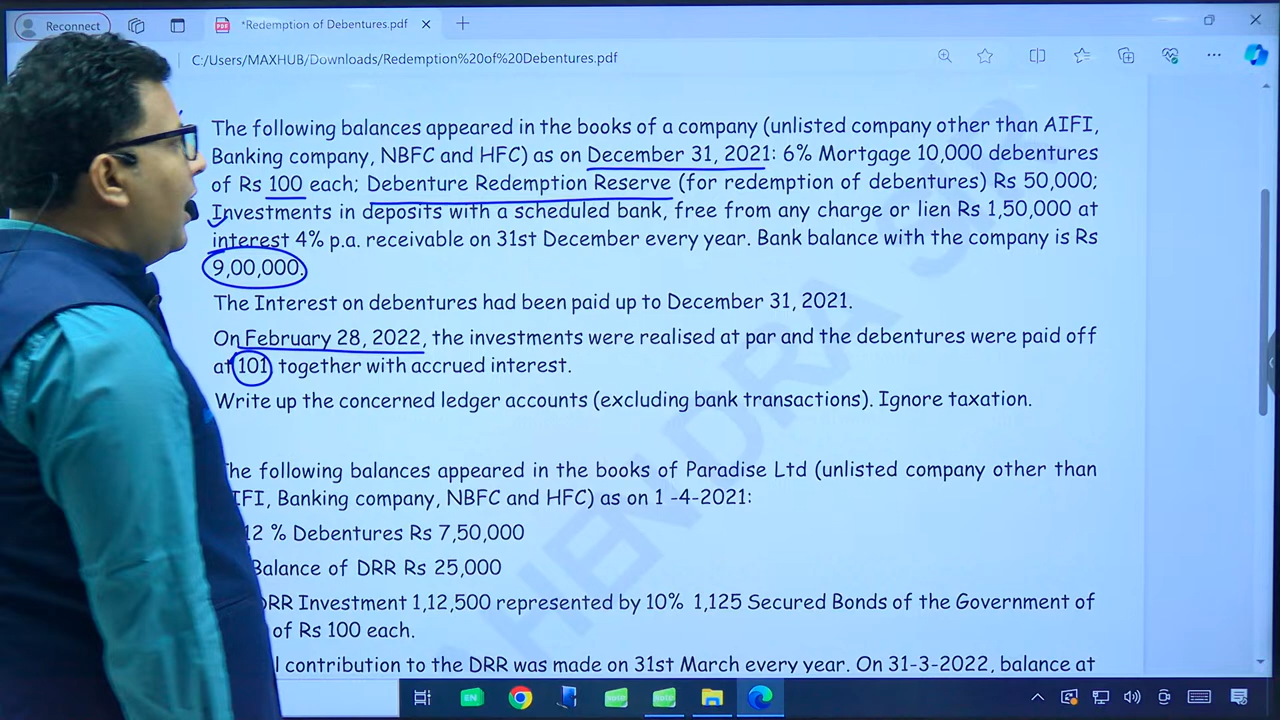 Reconnect
*Redemption of Debentures.pdf
C:/Users/MAXHUB/Downloads/Redemption%20of%20Debentures.pdf
The following balances appeared in the books of a company (unlisted company other than AIFI,
Banking company, NBFC and HFC) as on December 31, 2021: 6% Mortgage 10,000 debentures
of Rs 100 each; Debenture Redemption Reserve (for redemption of debentures) Rs 50,000;
Investments in deposits with a scheduled bank, free from any charge or lien Rs 1,50,000 at
interest 4% p.a. receivable on 31st December every year. Bank balance with the company is Rs
9,00,000.
The Interest on debentures had been paid up to December 31, 2021.
On February 28, 2022, the investments were realised at par and the debentures were paid off
at 101 together with accrued interest.
Write up the concerned ledger accounts (excluding bank transactions). Ignore taxation.
The following balances appeared in the books of Paradise Ltd (unlisted company other than
AIFI, Banking company, NBFC and HFC) as on 1 -4-2021:
12 % Debentures Rs 7,50,000
Balance of DRR Rs 25,000
DRR Investment 1,12,500 represented by 10% 1,125 Secured Bonds of the Government of
of Rs 100 each.
contribution to the DRR was made on 31st March every year. On 31-3-2022, balance at
EN